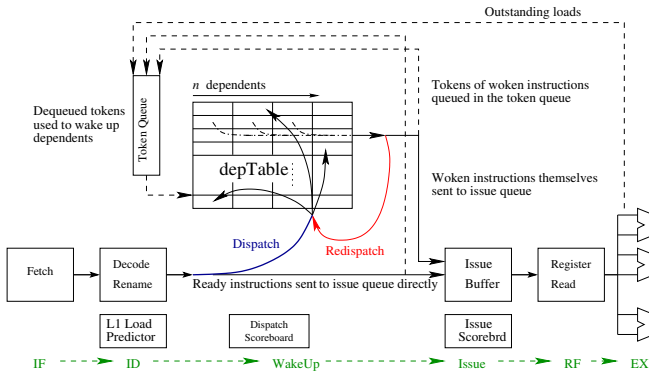 Outstanding loads
n dependents
Tokens of woken instructions
queued in the token queue
Dequeued tokens
used to wake up
dependents
Token Queue
depTable
Woken instructions themselves
sent to issue queue
Dispatch
Redispatch
Fetch
Decode
Rename
Ready instructions sent to issue queue directly
Issue
Buffer
Register
Read
L1 Load
Predictor
Dispatch
Scoreboard
Issue
Scorebrd
IF
ID
WakeUp
Issue
RF
EX